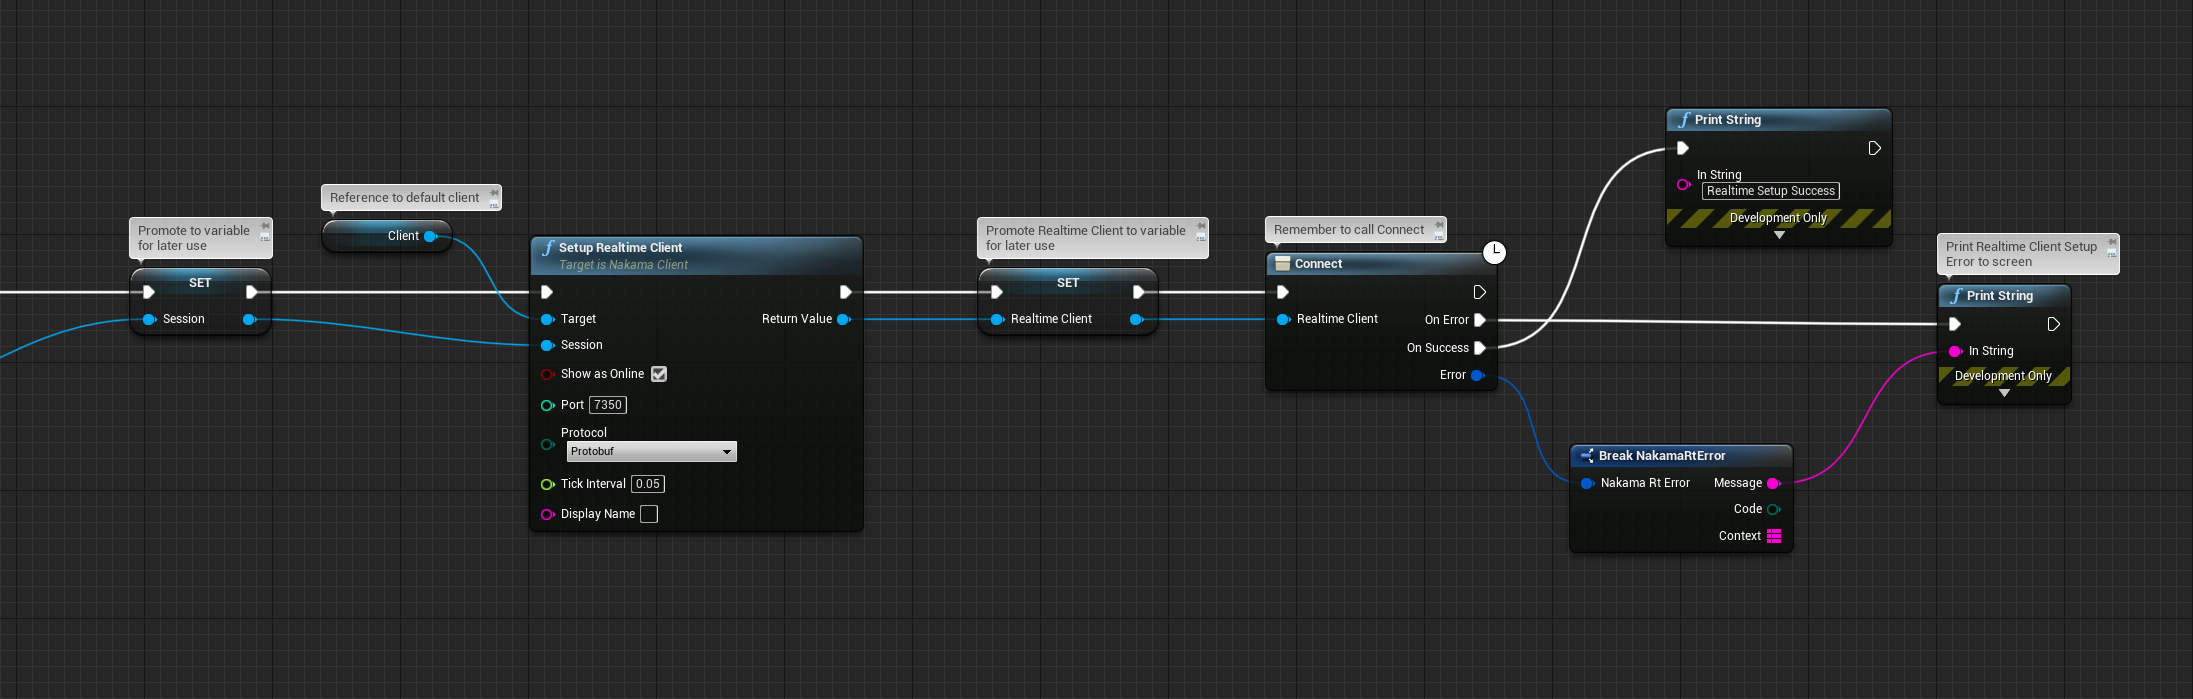 Promote to variable
for later use
SET
Session
Reference to default client
Client
Setup Realtime Client
Target is Nakama Client
Target
Return Value
Session
Show as Online
Port 7350
Protocol
Protobuf
Tick Interval 0.05
Display Name
Promote Realtime Client to variable
for later use
SET
Realtime Client
Remember to call Connect
Connect
Realtime Client
On Error
On Success
Error
Print String
In String
Realtime Setup Success
Development Only
Break NakamaRtError
Nakama Rt Error
Message
Code
Context
Print Realtime Client Setup
Error to screen
Print String
In String
Development Only